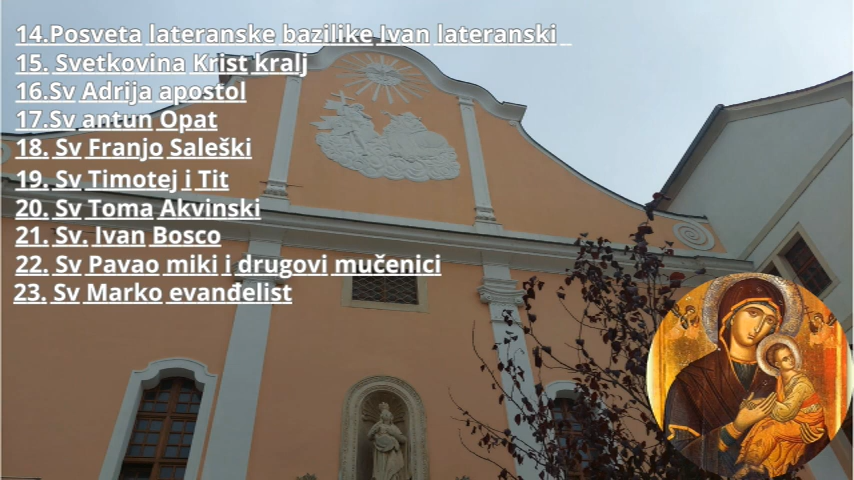 14.Posveta lateranske bazilike Ivan lateranski
15. Svetkovina Krist kralj
16.Sv Adrija apostol
17.Sv antun Opat
18. Sv Franjo Saleški
19. Sv Timotej i Tit
20. Sv Toma Akvinski
21. Sv. Ivan Bosco
22. Sv Pavao miki i drugovi mučenici
23. Sv Marko evanđelist